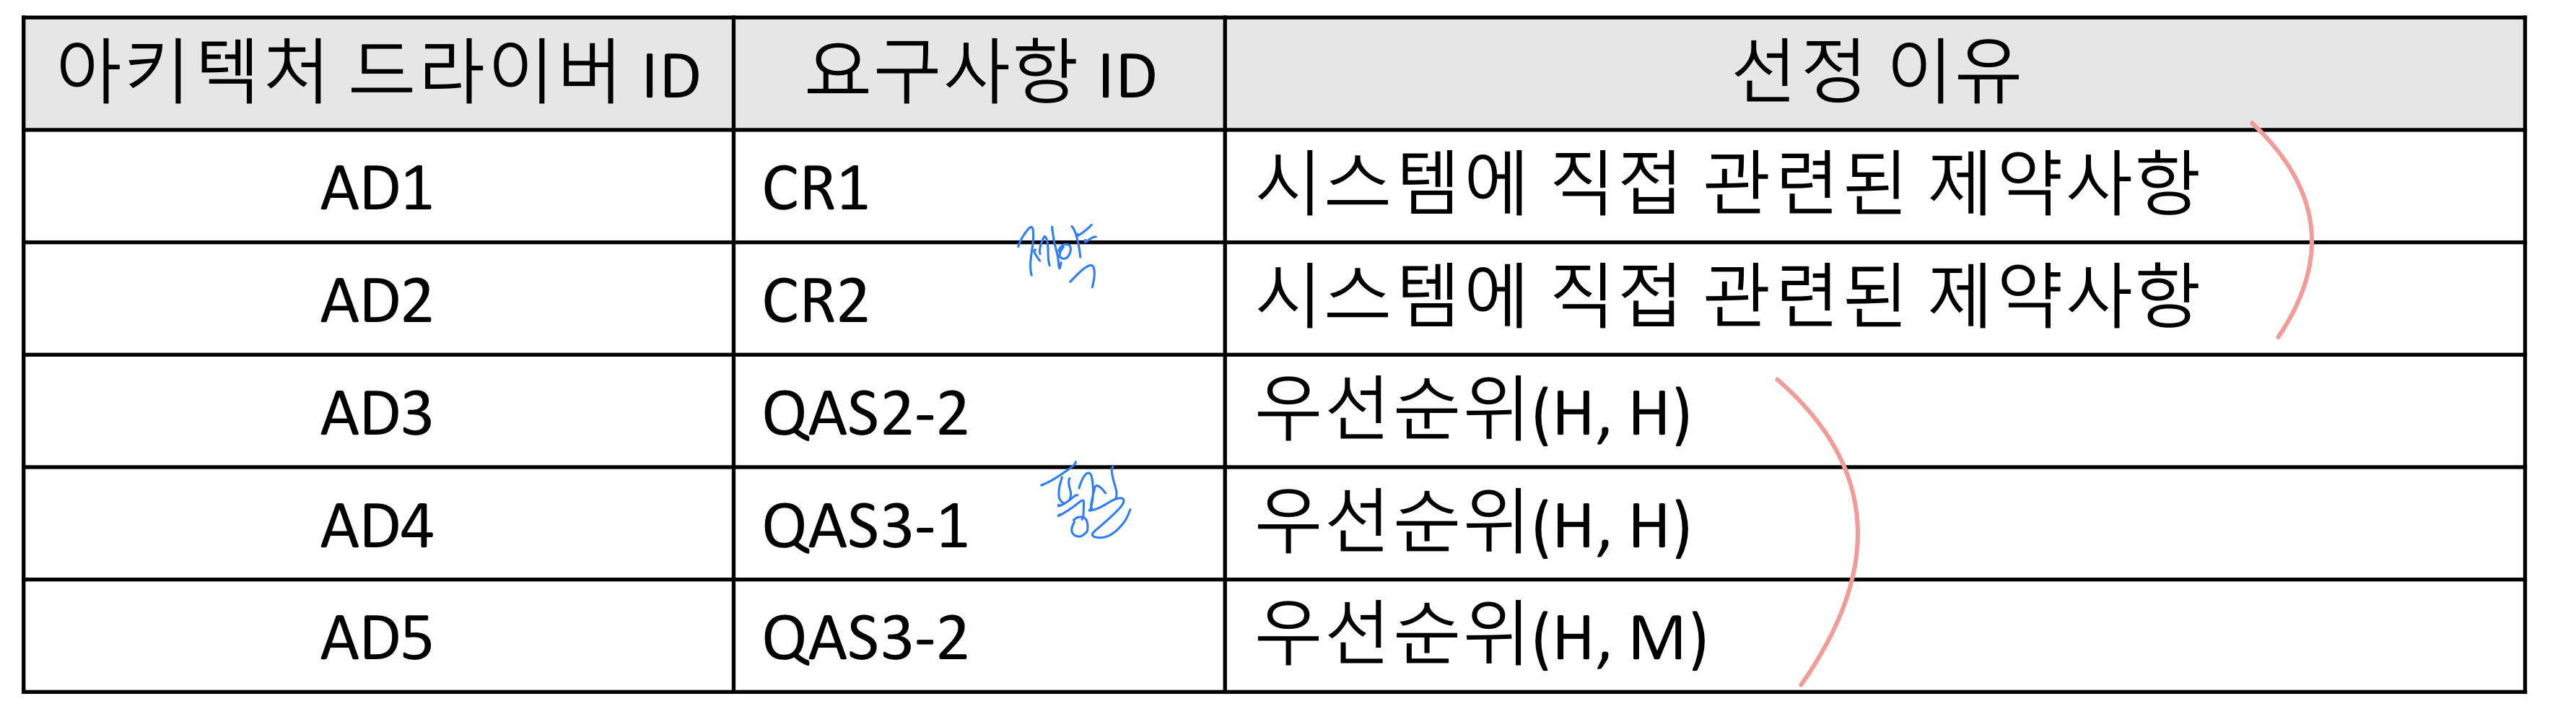 아키텍처 드라이버 ID 요구사항 ID 선정 이유
AD1 CR1 시스템에 직접 관련된 제약사항
제약
AD2 CR2 시스템에 직접 관련된 제약사항
AD3 QAS2-2 우선순위(H, H)
품질
AD4 QAS3-1 우선순위(H, H)
AD5 QAS3-2 우선순위(H, M)